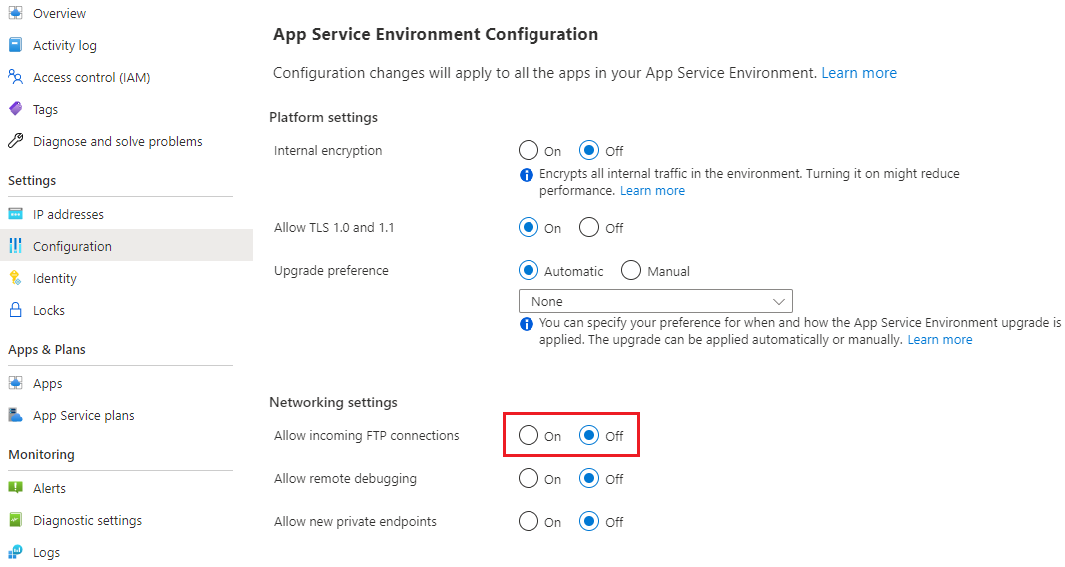 Overview
Activity log
Access control (IAM)
Tags
Diagnose and solve problems
Settings
IP addresses
Configuration
Identity
Locks
Apps & Plans
Apps
App Service plans
Monitoring
Alerts
Diagnostic settings
Logs
App Service Environment Configuration
Configuration changes will apply to all the apps in your App Service Environment. Learn more
Platform settings
Internal encryption On Off
Encrypts all internal traffic in the environment. Turning it on might reduce
performance. Learn more
Allow TLS 1.0 and 1.1 On Off
Upgrade preference Automatic Manual
None
You can specify your preference for when and how the App Service Environment upgrade is
applied. The upgrade can be applied automatically or manually. Learn more
Networking settings
Allow incoming FTP connections On Off
Allow remote debugging On Off
Allow new private endpoints On Off